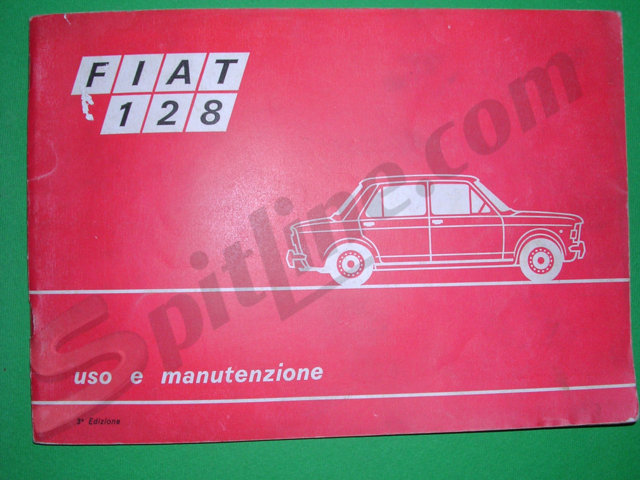 FIAT
128
SpitLine.com
uso e manutenzione
3ª Edizione